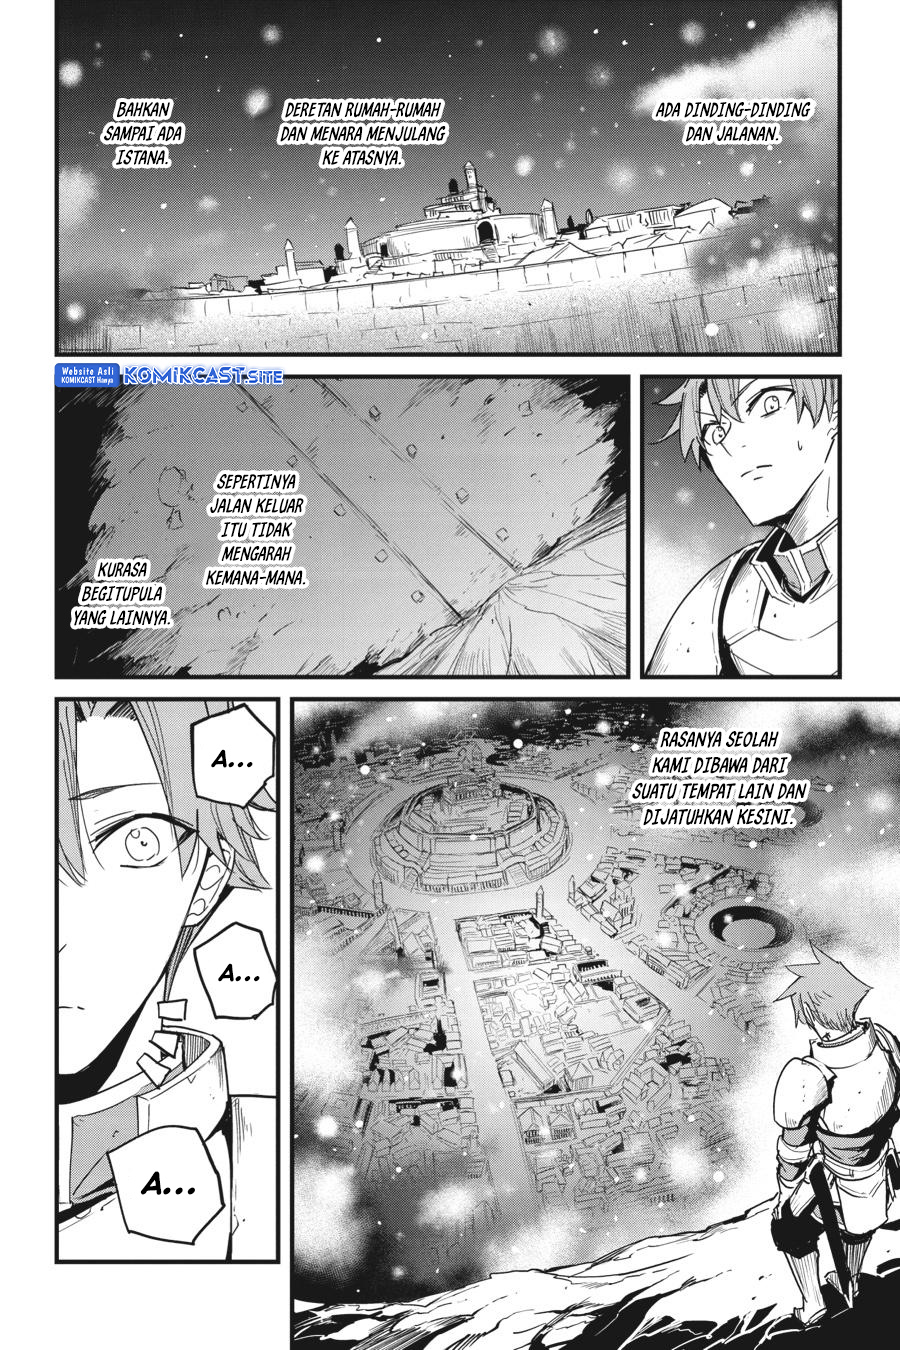 ADA DINDING-DINDING
DAN JALANAN.
DERETAN RUMAH-RUMAH
DAN MENARA MENJULANG
KE ATASNYA.
BAHKAN
SAMPAI ADA
ISTANA.
Website Asli
KOMIKCAST Hanya
KOMIKCAST.SITE
SEPERTINYA
JALAN KELUAR
ITU TIDAK
MENGARAH
KEMANA-MANA.
KURASA
BEGITUPULA
YANG LAINNYA.
RASANYA SEOLAH
KAMI DIBAWA DARI
SUATU TEMPAT LAIN DAN
DIJATUHKAN KESINI.
A...
A...
A...